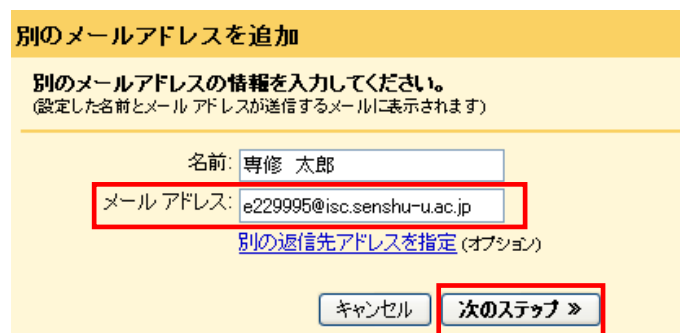 別のメールアドレスを追加
別のメールアドレスの情報を入力してください。
(設定した名前とメール アドレスが送信するメールに表示されます)
名前: 専修 太郎
メール アドレス: e229995@isc.senshu-u.ac.jp
別の返信先アドレスを指定 (オプション)
キャンセル 次のステップ »